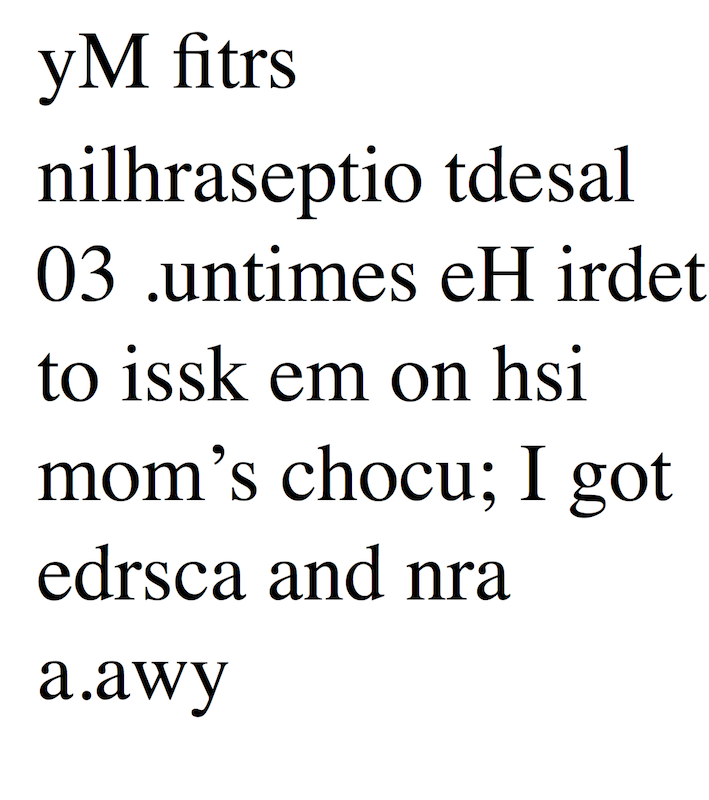 yM fitrs
nilhraseptio tdesal
03 .untimes eH irdet
to issk em on hsi
mom’s chocu; I got
edrsca and nra
a.awy